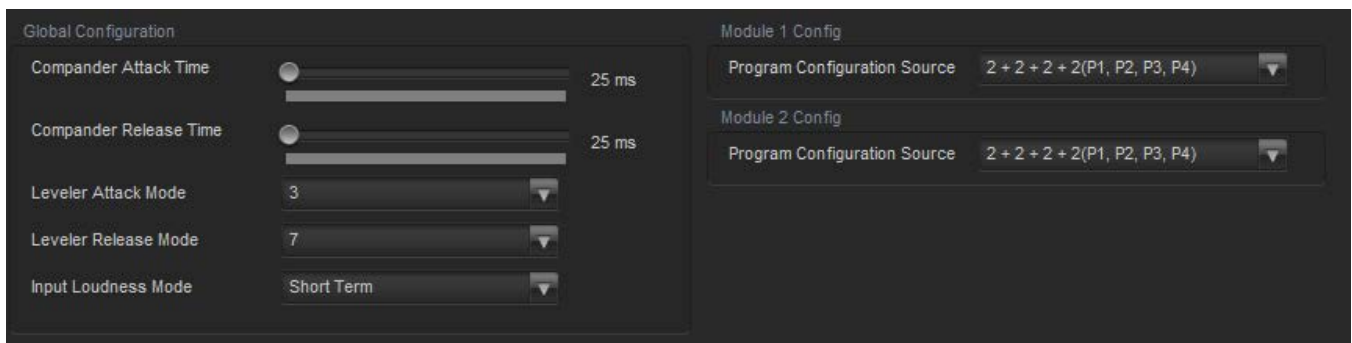 Global Configuration
Compander Attack Time
25 ms
Compander Release Time
25 ms
Leveler Attack Mode
3
Leveler Release Mode
7
Input Loudness Mode
Short Term
Module 1 Config
Program Configuration Source
2 + 2 + 2 + 2(P1, P2, P3, P4)
Module 2 Config
Program Configuration Source
2 + 2 + 2 + 2(P1, P2, P3, P4)